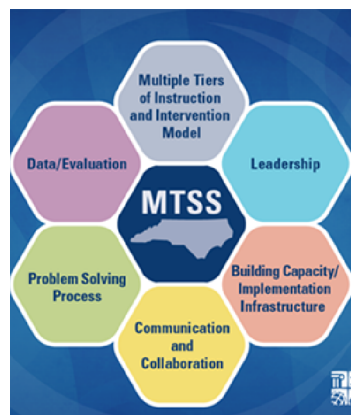 Multiple Tiers
of Instruction
and Intervention
Model
Data/Evaluation
Leadership
MTSS
Problem Solving
Process
Building Capacity/
Implementation
Infrastructure
Communication
and
Collaboration